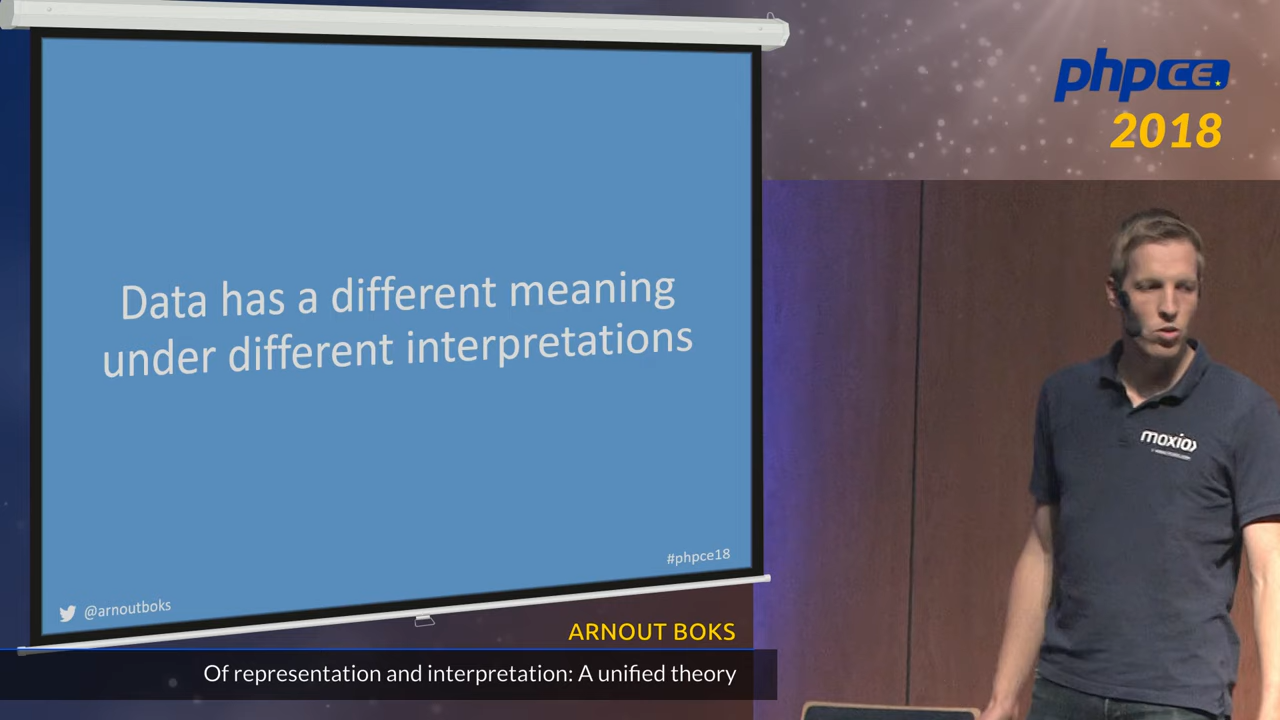 phpCE.
2018
Data has a different meaning
under different interpretations
moxio
#phpce18
@arnoutboks
ARNOUT BOKS
Of representation and interpretation: A unified theory